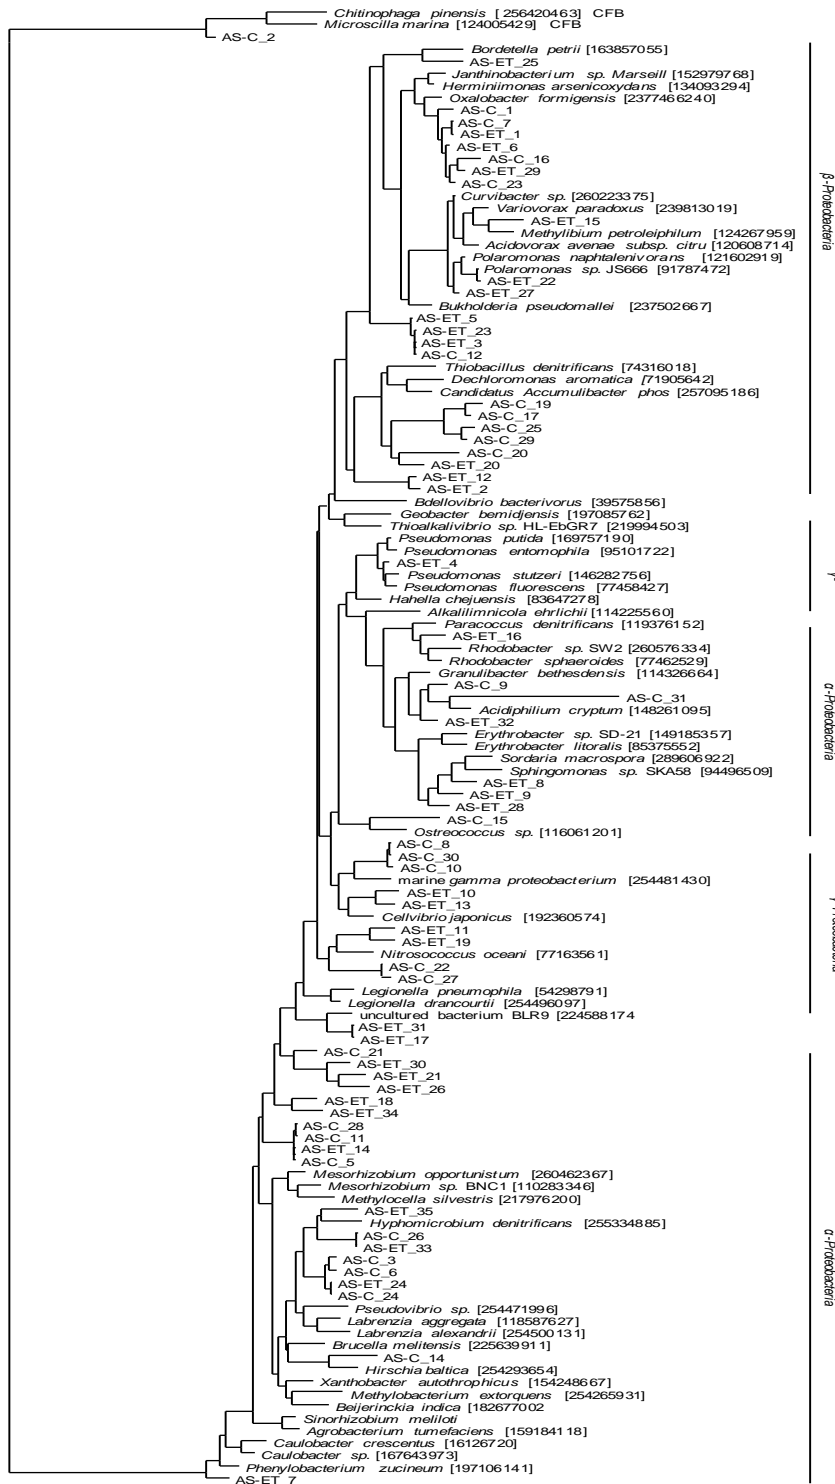 Chitinophaga pinensis [256420463] CFB
Microscilla marina [124005429] CFB
AS-C_2
Bordetella petrii [163857055]
AS-ET_25
Janthinobacterium sp. Marseill [152979768]
Herminiimonas arsenicoxydans [134093294]
Oxalobacter formigensis [2377466240]
AS-C_1
AS-C_7
AS-ET_1
AS-ET_6
AS-C_16
AS-ET_29
AS-C_23
Curvibacter sp. [260223375]
Variovorax paradoxus [239813019]
AS-ET_15
Methylibium petroleiphilum [124267959]
Acidovorax avenae subsp. citru [120608714]
Polaromonas naphtalenivorans [121602919]
Polaromonas sp. JS666 [91787472]
AS-ET_22
AS-ET_27
Bukholderia pseudomallei [237502667]
AS-ET_5
AS-ET_23
AS-ET_3
AS-C_12
Thiobacillus denitrificans [74316018]
Dechloromonas aromatica [71905642]
Candidatus Accumulibacter phos [257095186]
AS-C_19
AS-C_17
AS-C_25
AS-C_29
AS-C_20
AS-ET_20
AS-ET_12
AS-ET_2
β-Proteobacteria
Bdellovibrio bacterivorus [39575856]
Geobacter bemidjensis [197085762]
Thioalkalivibrio sp. HL-EbGR7 [219994503]
Pseudomonas putida [169757190]
Pseudomonas entomophila [95101722]
AS-ET_4
Pseudomonas stutzeri [146282756]
Pseudomonas fluorescens [77458427]
Hahella chejuensis [83647278]
Alkalilimnicola ehrlichii [114225560]
Paracoccus denitrificans [119376152]
AS-ET_16
Rhodobacter sp. SW2 [260576334]
Rhodobacter sphaeroides [77462529]
Granulibacter bethesdensis [114326664]
AS-C_9
AS-C_31
Acidiphilium cryptum [148261095]
AS-ET_32
Erythrobacter sp. SD-21 [149185357]
Erythrobacter litoralis [85375552]
Sordaria macrospora [289606922]
Sphingomonas sp. SKA58 [94496509]
AS-ET_8
AS-ET_9
AS-ET_28
α-Proteobacteria
AS-C_15
Ostreococcus sp. [116061201]
AS-C_8
AS-C_30
AS-C_10
marine gamma proteobacterium [254481430]
AS-ET_10
AS-ET_13
Cellvibrio japonicus [192360574]
AS-ET_11
AS-ET_19
Nitrosococcus oceani [77163561]
AS-C_22
AS-C_27
Legionella pneumophila [54298791]
Legionella drancourtii [254496097]
uncultured bacterium BLR9 [224588174
AS-ET_31
AS-ET_17
AS-C_21
AS-ET_30
AS-ET_21
AS-ET_26
AS-ET_18
AS-ET_34
AS-C_28
AS-C_11
AS-ET_14
AS-C_5
Mesorhizobium opportunistum [260462367]
Mesorhizobium sp. BNC1 [110283346]
Methylocella silvestris [217976200]
AS-ET_35
Hyphomicrobium denitrificans [255334885]
AS-C_26
AS-ET_33
AS-C_3
AS-C_6
AS-ET_24
AS-C_24
α-Proteobacteria
Pseudovibrio sp. [254471996]
Labrenzia aggregata [118587627]
Labrenzia alexandrii [254500131]
Brucella melitensis [225639911]
AS-C_14
Hirschia baltica [254293654]
Xanthobacter autothrophicus [154248667]
Methylobacterium extorquens [254265931]
Beijerinckia indica [182677002
Sinorhizobium meliloti
Agrobacterium tumefaciens [159184118]
Caulobacter crescentus [16126720]
Caulobacter sp. [167643973]
Phenylobacterium zucineum [197106141]
AS-ET_7